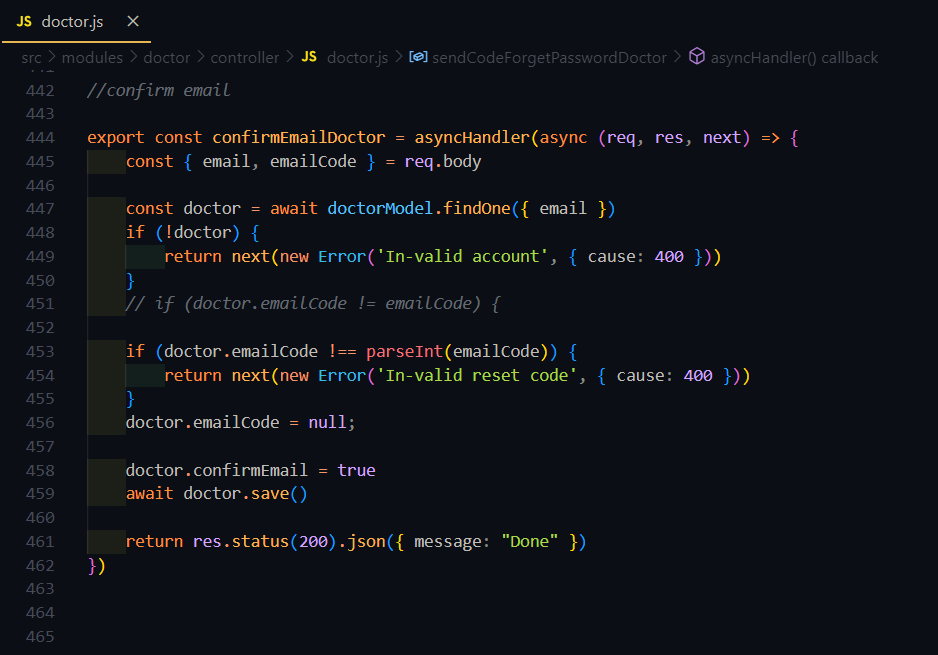 JS doctor.js ×
src > modules > doctor > controller > JS doctor.js > sendCodeForgetPasswordDoctor > asyncHandler() callback
441
442 //confirm email
443
444 export const confirmEmailDoctor = asyncHandler(async (req, res, next) => {
445     const { email, emailCode } = req.body
446
447     const doctor = await doctorModel.findOne({ email })
448     if (!doctor) {
449         return next(new Error('In-valid account', { cause: 400 }))
450     }
451     // if (doctor.emailCode != emailCode) {
452
453     if (doctor.emailCode !== parseInt(emailCode)) {
454         return next(new Error('In-valid reset code', { cause: 400 }))
455     }
456     doctor.emailCode = null;
457
458     doctor.confirmEmail = true
459     await doctor.save()
460
461     return res.status(200).json({ message: "Done" })
462 })
463
464
465